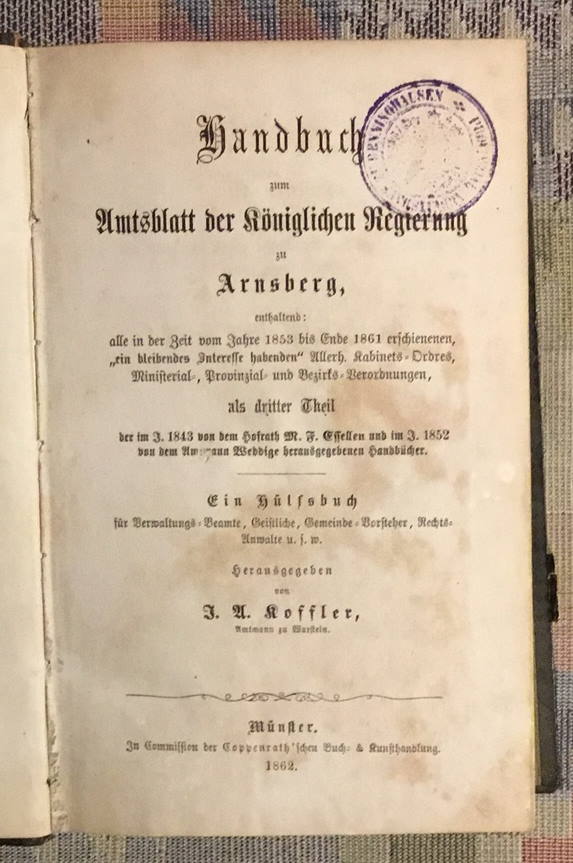 Handbuch
zum
Amtsblatt der Königlichen Regierung
zu
Arnsberg,
enthaltend:
alle in der Zeit vom Jahre 1853 bis Ende 1861 erschienenen,
„ein bleibendes Interesse habenden“ Allerh. Kabinets-Ordres,
Ministerial-, Provinzial- und Bezirks-Verordnungen,
als dritter Theil
der im J. 1843 von dem Hofrath M. F. Essellen und im J. 1852
von dem Amtmann Weddige herausgegebenen Handbücher.
Ein Hülfsbuch
für Verwaltungs-Beamte, Geistliche, Gemeinde-Vorsteher, Rechts-
Anwalte u. s. w.
Herausgegeben
von
J. A. Koffler,
Amtmann zu Warstein.
Münster.
In Commission der Coppenrath'schen Buch- & Kunsthandlung.
1862.
BENNINGHAUSEN